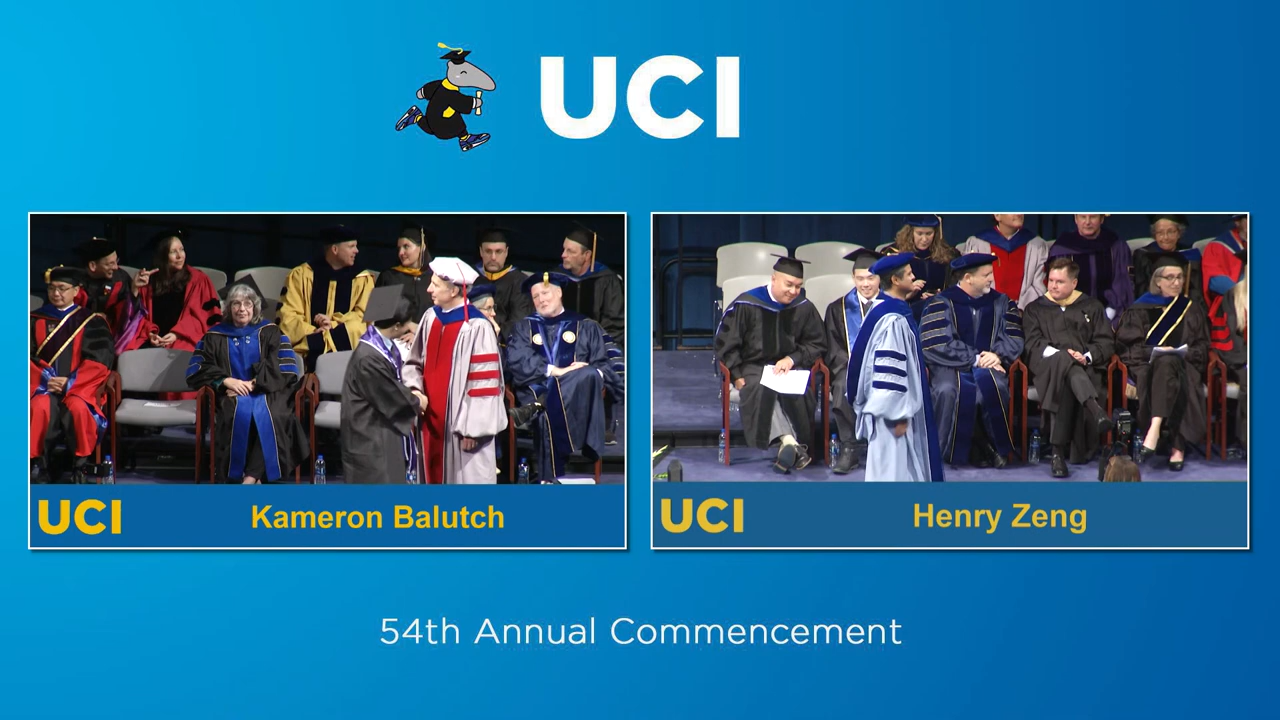 UCI
UCI Kameron Balutch
UCI Henry Zeng
54th Annual Commencement